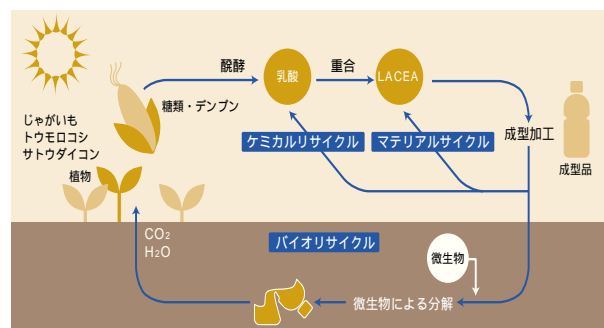 醗酵
重合
乳酸
LACEA
糖類・デンプン
じゃがいも
トウモロコシ
サトウダイコン
成型加工
ケミカルリサイクル
マテリアルサイクル
成型品
植物
CO₂
H₂O
バイオリサイクル
微生物
微生物による分解